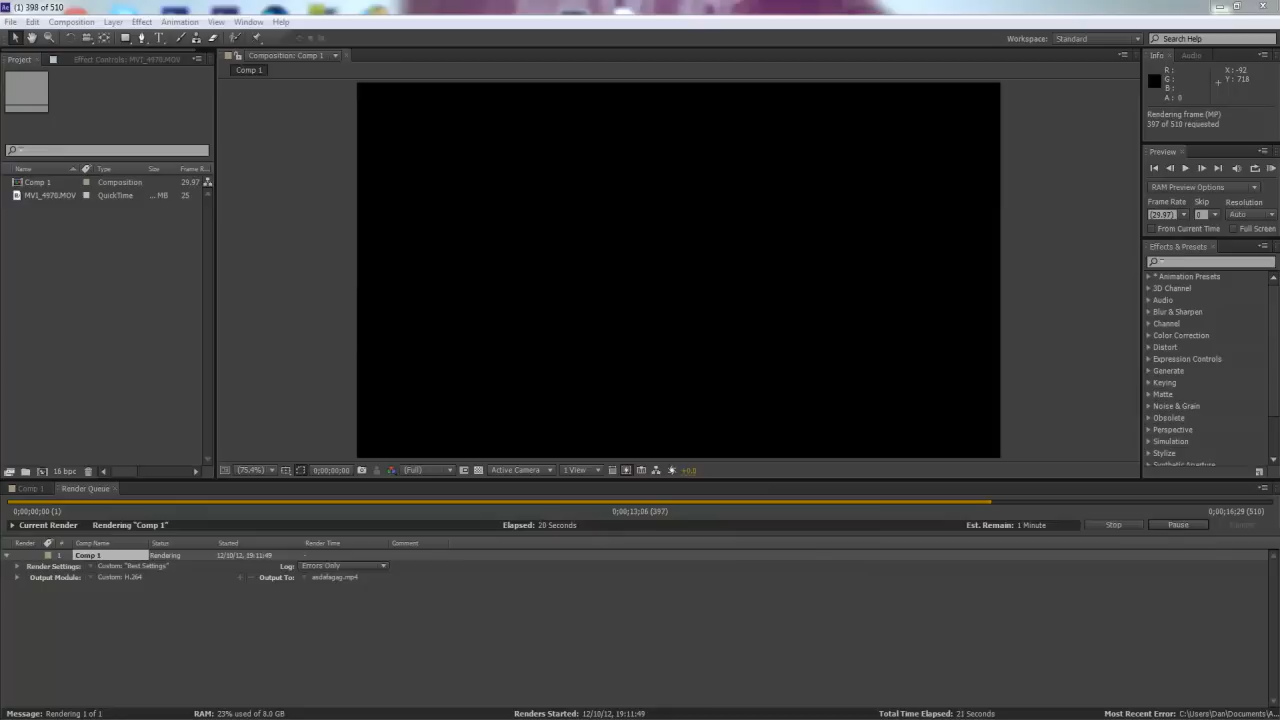 (1) 398 of 510
File Edit Composition Layer Effect Animation View Window Help
Workspace: Standard Search Help
Project Effect Controls: MVI_4970.MOV
Composition: Comp 1
Comp 1
Name Type Size Frame R...
Comp 1 Composition 29.97
MVI_4970.MOV QuickTime ... MB 25
16 bpc
(75.4%) 0;00;00;00 (Full) Active Camera 1 View +0.0
Info Audio
R : X : -92
G : Y : 718
B :
A : 0
Rendering frame (MP)
397 of 510 requested
Preview
RAM Preview Options
Frame Rate Skip Resolution
(29.97) 0 Auto
From Current Time Full Screen
Effects & Presets
* Animation Presets
3D Channel
Audio
Blur & Sharpen
Channel
Color Correction
Distort
Expression Controls
Generate
Keying
Matte
Noise & Grain
Obsolete
Perspective
Simulation
Stylize
Synthetic Aperture
Comp 1 Render Queue
0;00;00;00 (1) 0;00;13;06 (397) 0;00;16;29 (510)
Current Render Rendering "Comp 1" Elapsed: 20 Seconds Est. Remain: 1 Minute Stop Pause
Render # Comp Name Status Started Render Time Comment
1 Comp 1 Rendering 12/10/12, 19:11:49 -
Render Settings: Custom: "Best Settings" Log: Errors Only
Output Module: Custom: H.264 Output To: asdafagag.mp4
Message: Rendering 1 of 1 RAM: 23% used of 8.0 GB Renders Started: 12/10/12, 19:11:49 Total Time Elapsed: 21 Seconds Most Recent Error: C:\Users\Dan\Documents\A...